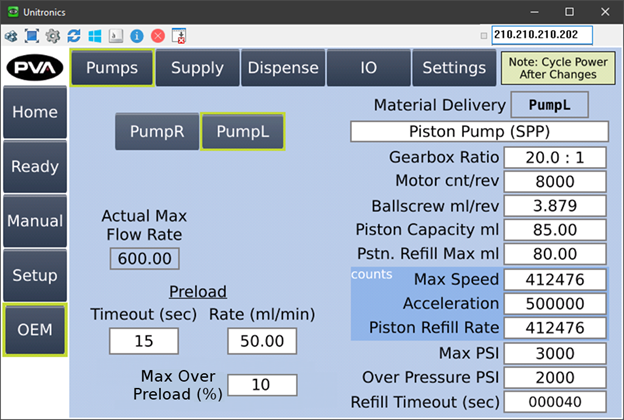 Unitronics
210.210.210.202
PVA
Pumps
Supply
Dispense
IO
Settings
Note: Cycle Power
After Changes
Home
Ready
Manual
Setup
OEM
PumpR
PumpL
Actual Max
Flow Rate
600.00
Preload
Timeout (sec) Rate (ml/min)
15 50.00
Max Over
Preload (%) 10
Material Delivery PumpL
Piston Pump (SPP)
Gearbox Ratio 20.0 : 1
Motor cnt/rev 8000
Ballscrew ml/rev 3.879
Piston Capacity ml 85.00
Pstn. Refill Max ml 80.00
counts
Max Speed 412476
Acceleration 500000
Piston Refill Rate 412476
Max PSI 3000
Over Pressure PSI 2000
Refill Timeout (sec) 000040